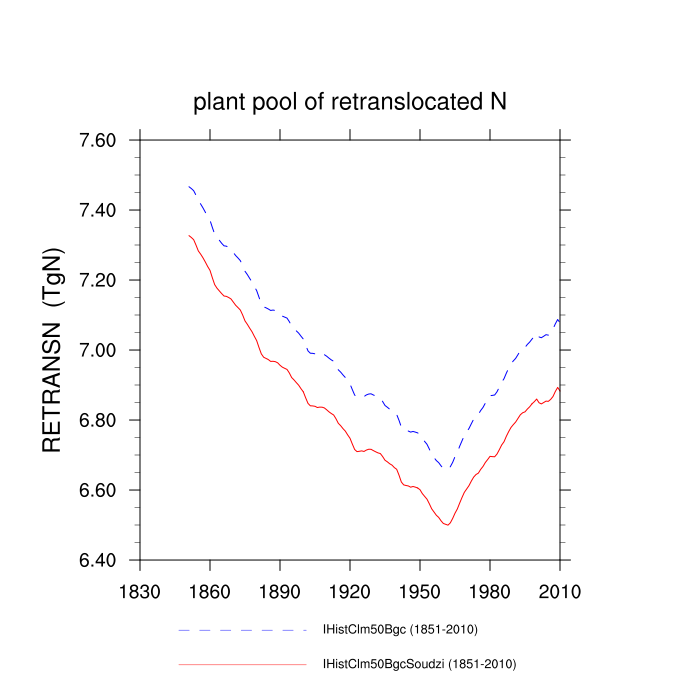 plant pool of retranslocated N
7.60
7.40
7.20
7.00
6.80
6.60
6.40
RETRANSN (TgN)
1830 1860 1890 1920 1950 1980 2010
IHistClm50Bgc (1851-2010)
IHistClm50BgcSoudzi (1851-2010)